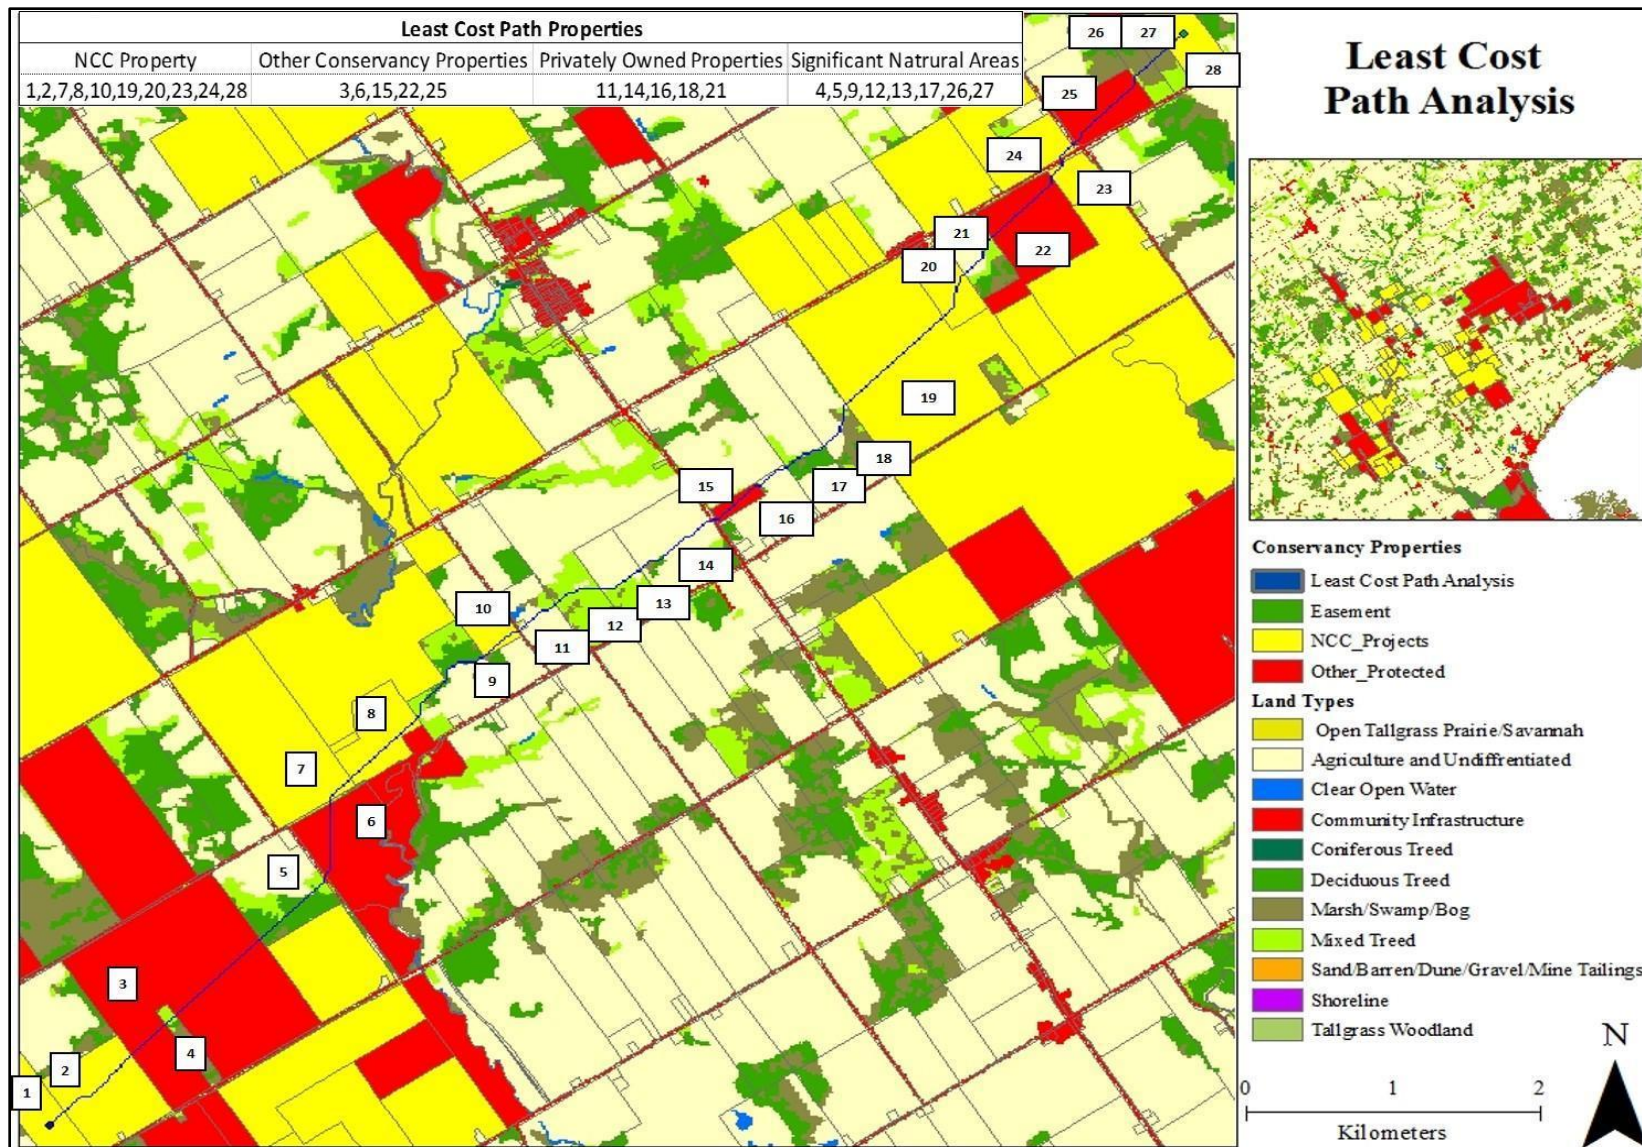 Least Cost Path Properties
NCC Property Other Conservancy Properties Privately Owned Properties Significant Natrural Areas
1,2,7,8,10,19,20,23,24,28 3,6,15,22,25 11,14,16,18,21 4,5,9,12,13,17,26,27
26 27
28
25
24
23
21
22
20
19
18
15 17
16
14
13
10
12
11
9
8
7
6
5
3
4
2
1
Least Cost
Path Analysis
Conservancy Properties
Least Cost Path Analysis
Easement
NCC_Projects
Other_Protected
Land Types
Open Tallgrass Prairie/Savannah
Agriculture and Undiffrentiated
Clear Open Water
Community Infrastructure
Coniferous Treed
Deciduous Treed
Marsh/Swamp/Bog
Mixed Treed
Sand/Barren/Dune/Gravel/Mine Tailings
Shoreline
Tallgrass Woodland
N
0 1 2
Kilometers